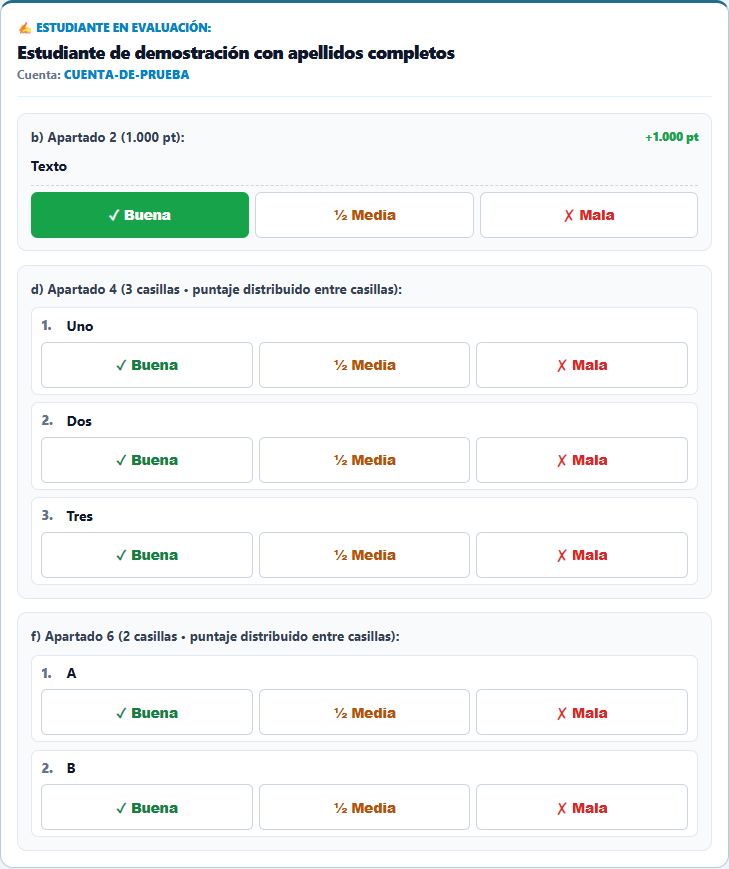 ✍️ ESTUDIANTE EN EVALUACIÓN:
Estudiante de demostración con apellidos completos
Cuenta: CUENTA-DE-PRUEBA
b) Apartado 2 (1.000 pt): +1.000 pt
Texto
✓ Buena ½ Media ✗ Mala
d) Apartado 4 (3 casillas • puntaje distribuido entre casillas):
1. Uno
✓ Buena ½ Media ✗ Mala
2. Dos
✓ Buena ½ Media ✗ Mala
3. Tres
✓ Buena ½ Media ✗ Mala
f) Apartado 6 (2 casillas • puntaje distribuido entre casillas):
1. A
✓ Buena ½ Media ✗ Mala
2. B
✓ Buena ½ Media ✗ Mala